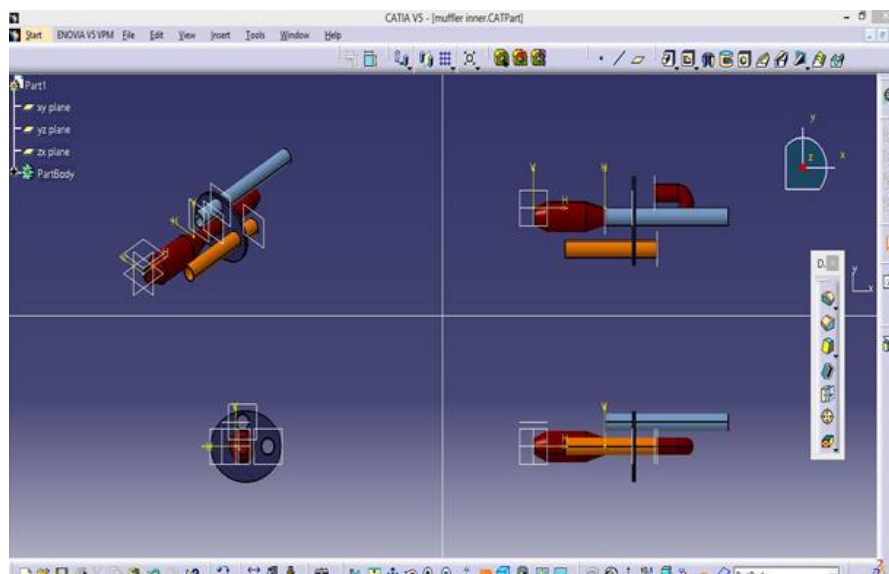 CATIA V5 - [muffler inner.CATPart]
Start ENOVIA V5 VPM File Edit View Insert Tools Window Help
Part1
xy plane
yz plane
zx plane
PartBody
y
x
z
V
H
H
D..
y
x
V
H
V
H